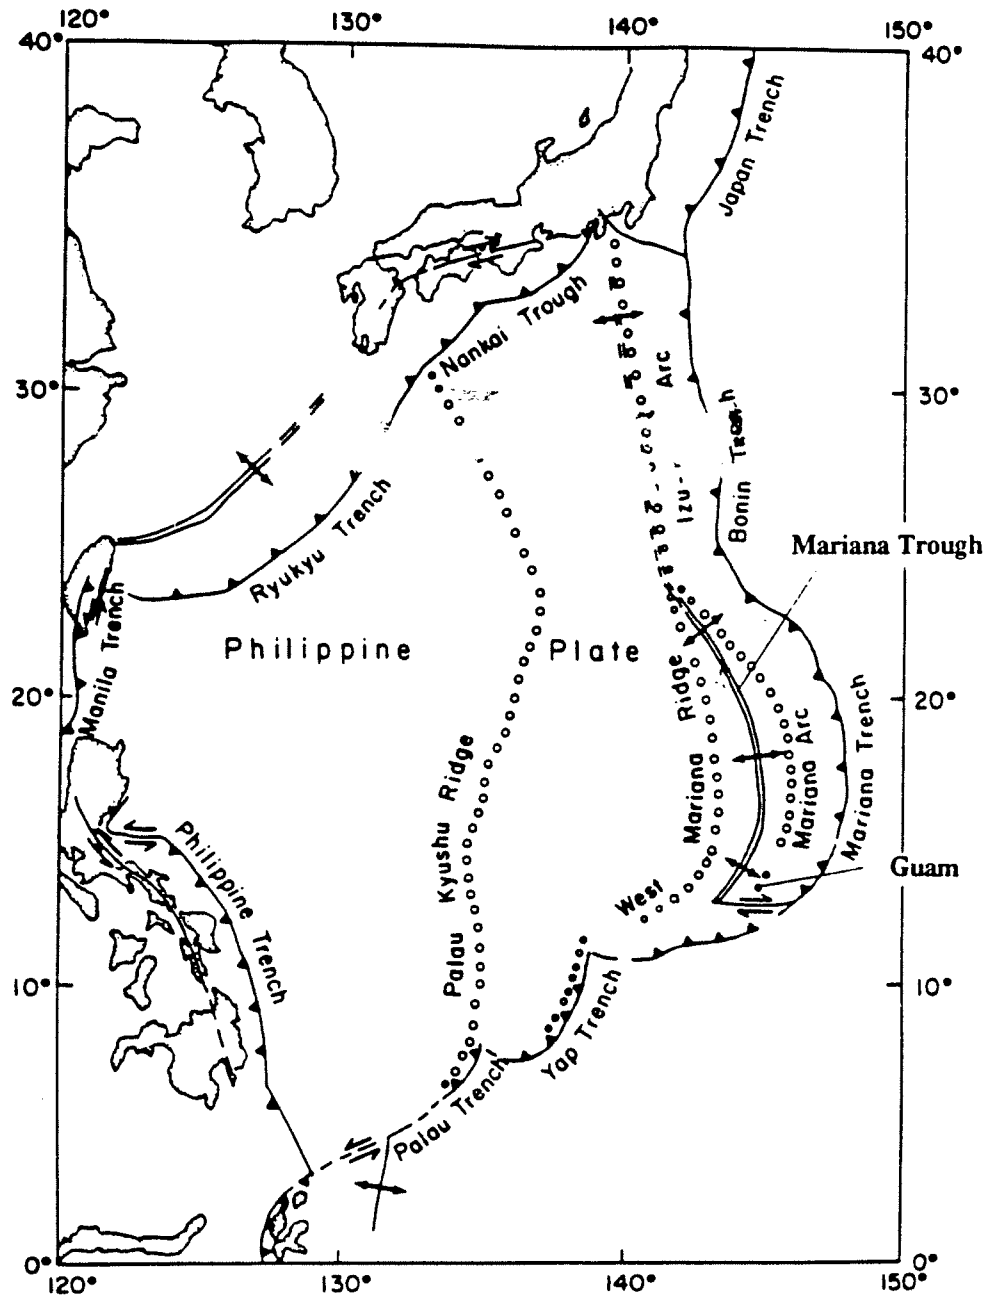 120°
130°
140°
150°
40°
40°
Japan Trench
Nankai Trough
30°
Arc
30°
Izu-
Bonin
Ryukyu Trench
Mariana Trough
Manila Trench
Philippine Plate
20°
20°
West Mariana Ridge
Mariana Arc
Mariana Trench
Palau Kyushu Ridge
Philippine Trench
Guam
10°
10°
Yap Trench
Palau Trench
0°
0°
120°
130°
140°
150°